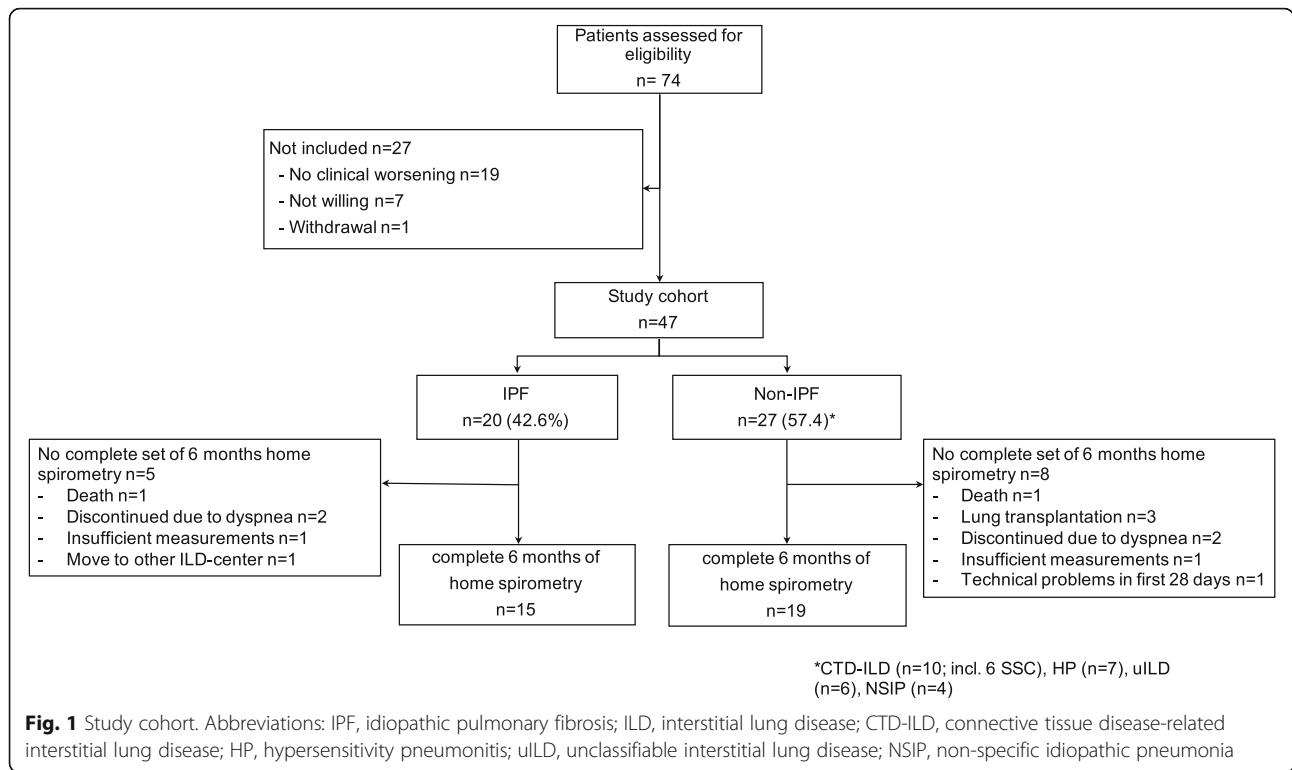 Patients assessed for
eligibility
n= 74
Not included n=27
- No clinical worsening n=19
- Not willing n=7
- Withdrawal n=1
Study cohort
n=47
IPF
n=20 (42.6%)
Non-IPF
n=27 (57.4)*
No complete set of 6 months home
spirometry n=5
- Death n=1
- Discontinued due to dyspnea n=2
- Insufficient measurements n=1
- Move to other ILD-center n=1
complete 6 months of
home spirometry
n=15
complete 6 months of
home spirometry
n=19
No complete set of 6 months home
spirometry n=8
- Death n=1
- Lung transplantation n=3
- Discontinued due to dyspnea n=2
- Insufficient measurements n=1
- Technical problems in first 28 days n=1
*CTD-ILD (n=10; incl. 6 SSC), HP (n=7), uILD
(n=6), NSIP (n=4)
Fig. 1 Study cohort. Abbreviations: IPF, idiopathic pulmonary fibrosis; ILD, interstitial lung disease; CTD-ILD, connective tissue disease-related
interstitial lung disease; HP, hypersensitivity pneumonitis; uILD, unclassifiable interstitial lung disease; NSIP, non-specific idiopathic pneumonia